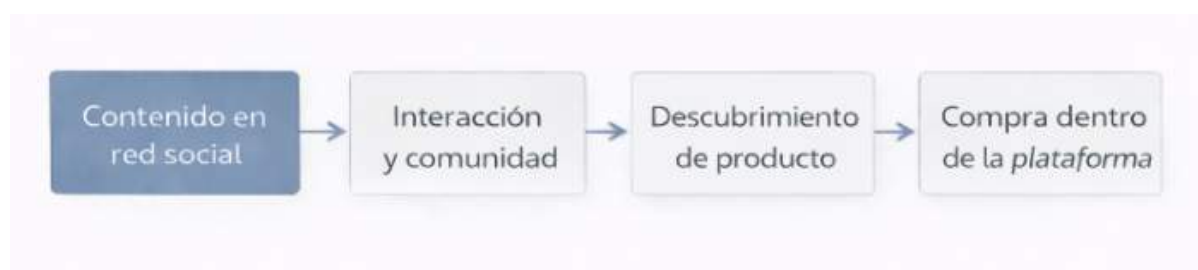 Contenido en
red social
Interacción
y comunidad
Descubrimiento
de producto
Compra dentro
de la plataforma